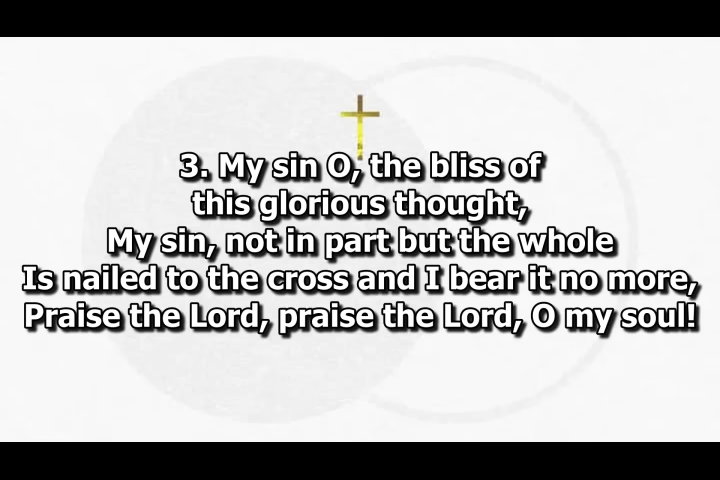 3. My sin O, the bliss of
this glorious thought,
My sin, not in part but the whole
Is nailed to the cross and I bear it no more,
Praise the Lord, praise the Lord, O my soul!